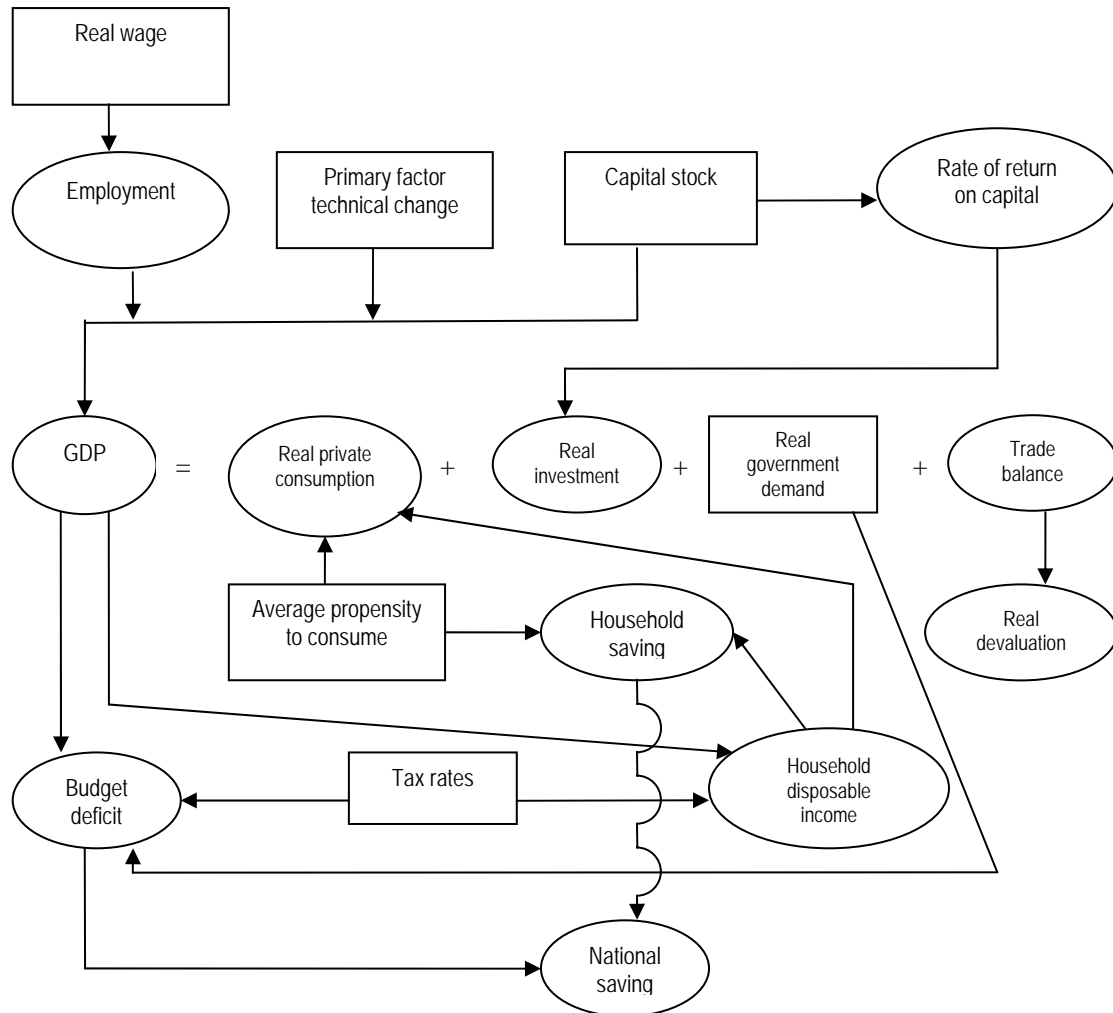 Real wage
Employment
Primary factor
technical change
Capital stock
Rate of return
on capital
GDP
=
Real private
consumption
+
Real
investment
+
Real
government
demand
+
Trade
balance
Average propensity
to consume
Household
saving
Real
devaluation
Budget
deficit
Tax rates
Household
disposable
income
National
saving